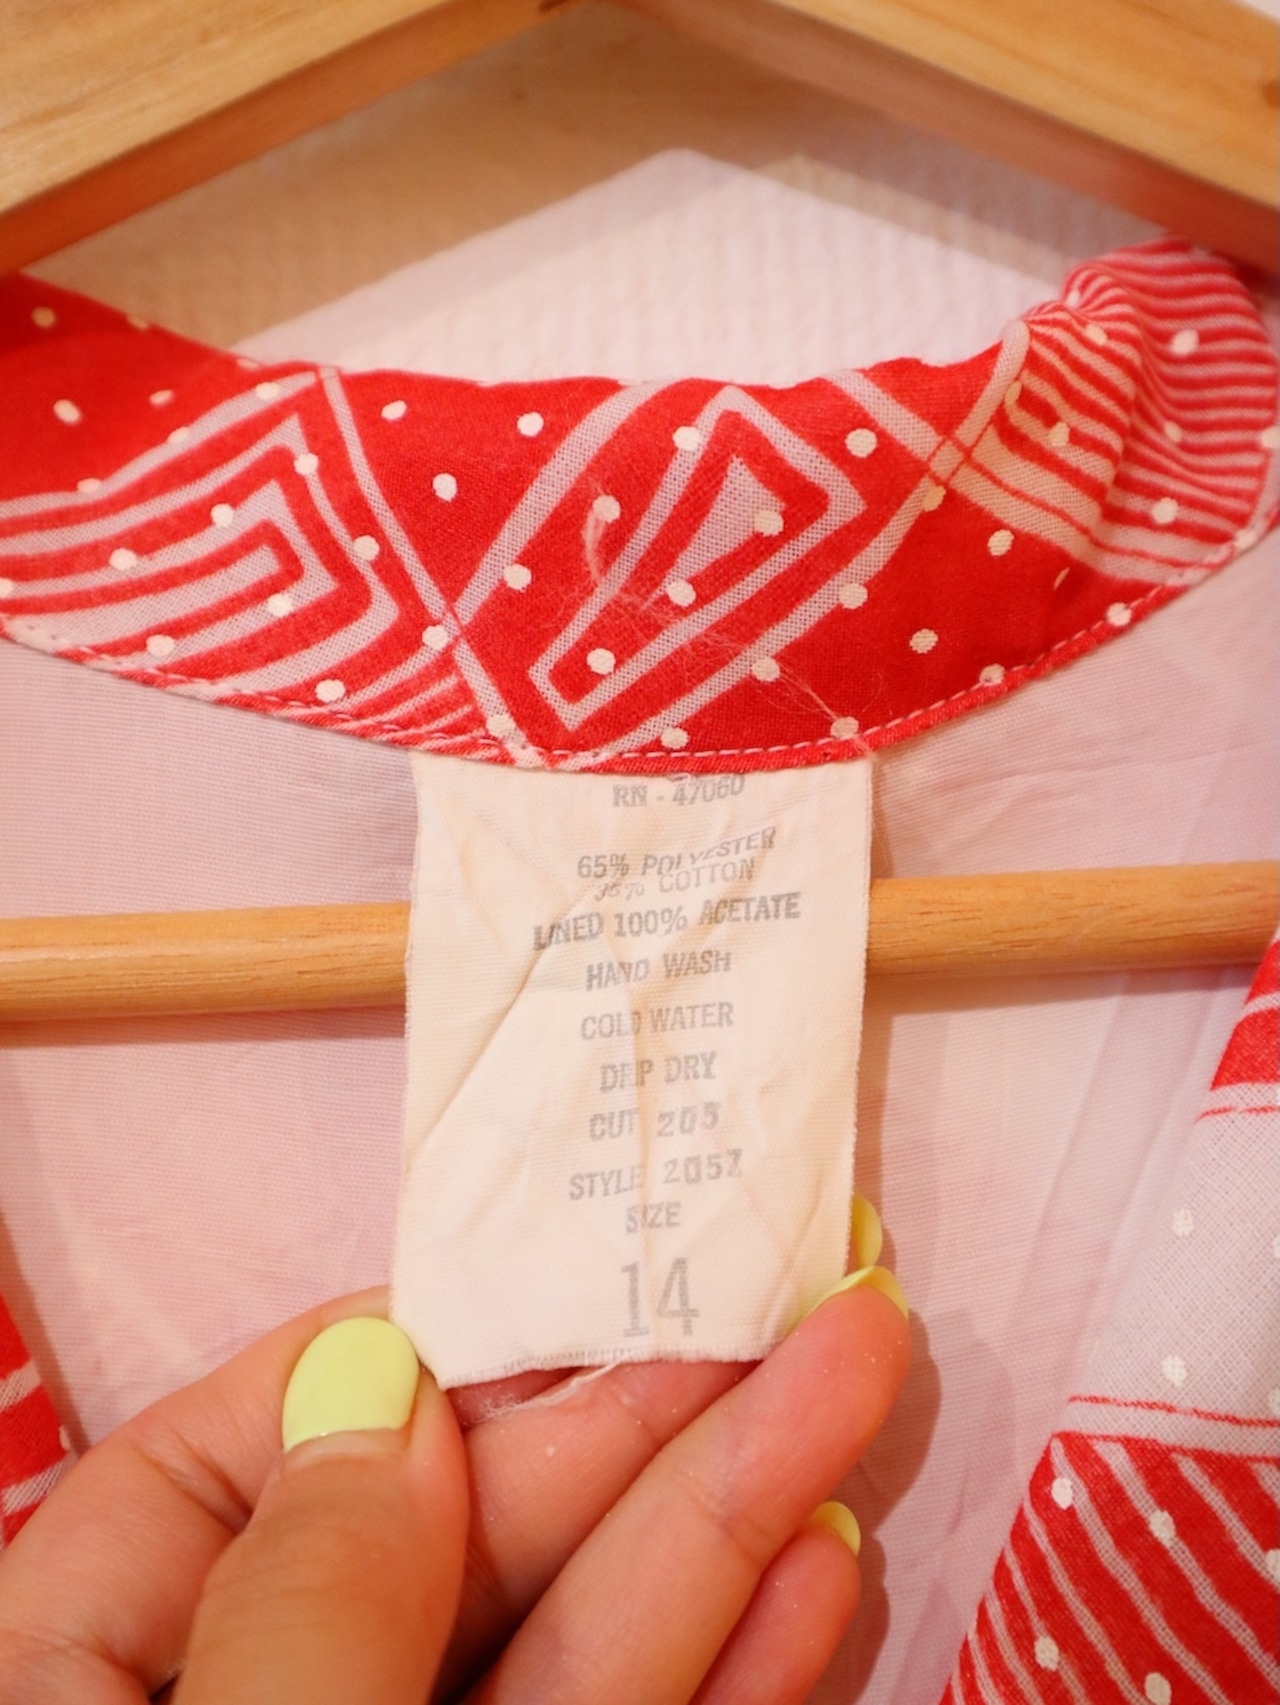 RN - 47060
65% POLYESTER
35% COTTON
LINED 100% ACETATE
HAND WASH
COLD WATER
DRIP DRY
CUT 205
STYLE 2057
SIZE
14